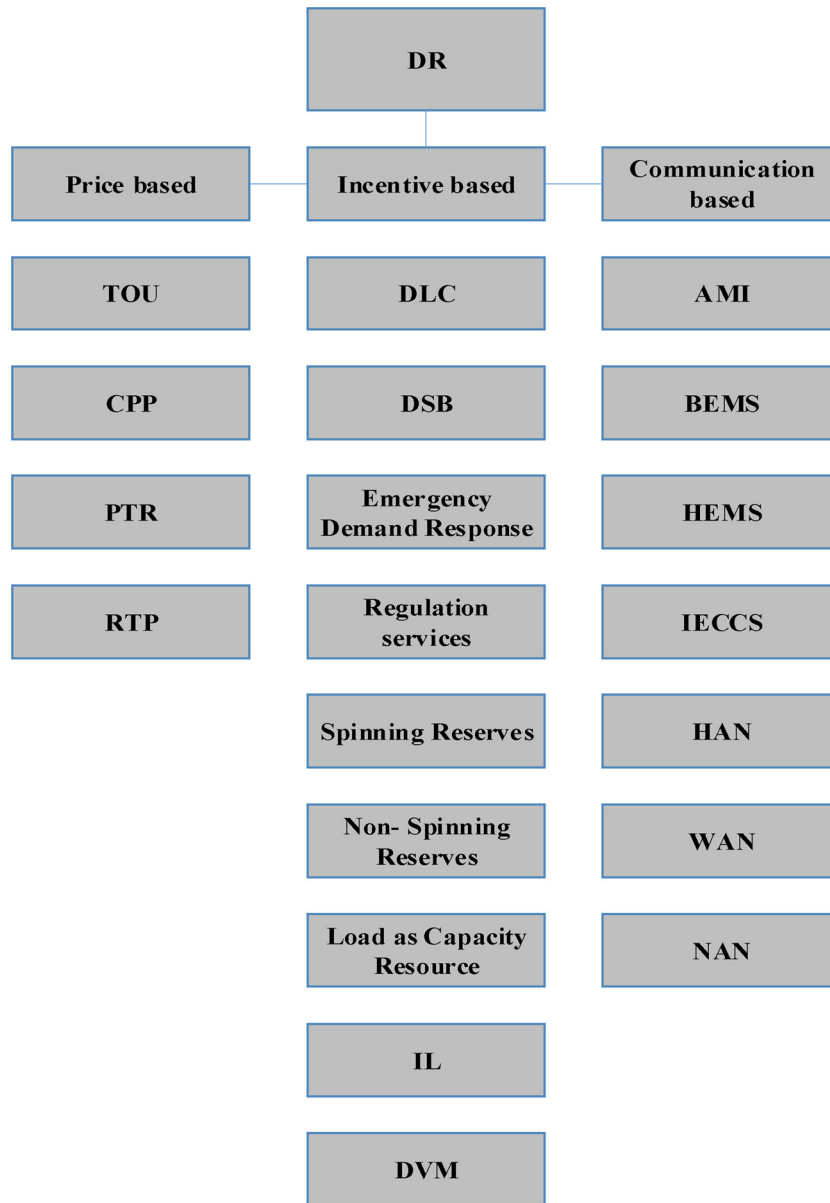 DR
Price based
Incentive based
Communication
based
TOU
DLC
AMI
CPP
DSB
BEMS
PTR
Emergency
Demand Response
HEMS
RTP
Regulation
services
IECCS
Spinning Reserves
HAN
Non- Spinning
Reserves
WAN
Load as Capacity
Resource
NAN
IL
DVM